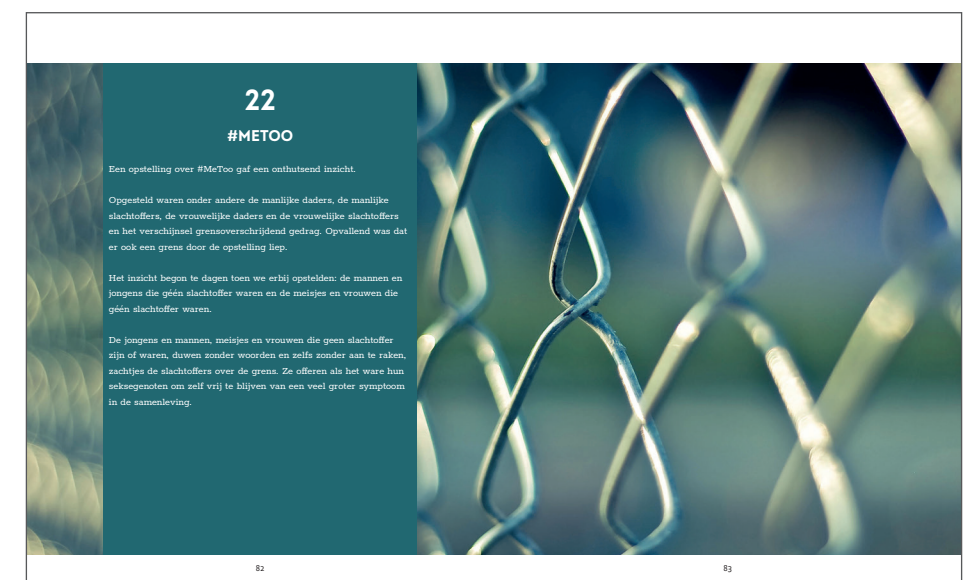 22
#METOO
Een opstelling over #MeToo gaf een onthutsend inzicht.
Opgesteld waren onder andere de manlijke daders, de manlijke
slachtoffers, de vrouwelijke daders en de vrouwelijke slachtoffers
en het verschijnsel grensoverschrijdend gedrag. Opvallend was dat
er ook een grens door de opstelling liep.
Het inzicht begon te dagen toen we erbij opstelden: de mannen en
jongens die géén slachtoffer waren en de meisjes en vrouwen die
géén slachtoffer waren.
De jongens en mannen, meisjes en vrouwen die geen slachtoffer
zijn of waren, duwen zonder woorden en zelfs zonder aan te raken,
zachtjes de slachtoffers over de grens. Ze offeren als het ware hun
seksegenoten om zelf vrij te blijven van een veel groter symptoom
in de samenleving.
82
83